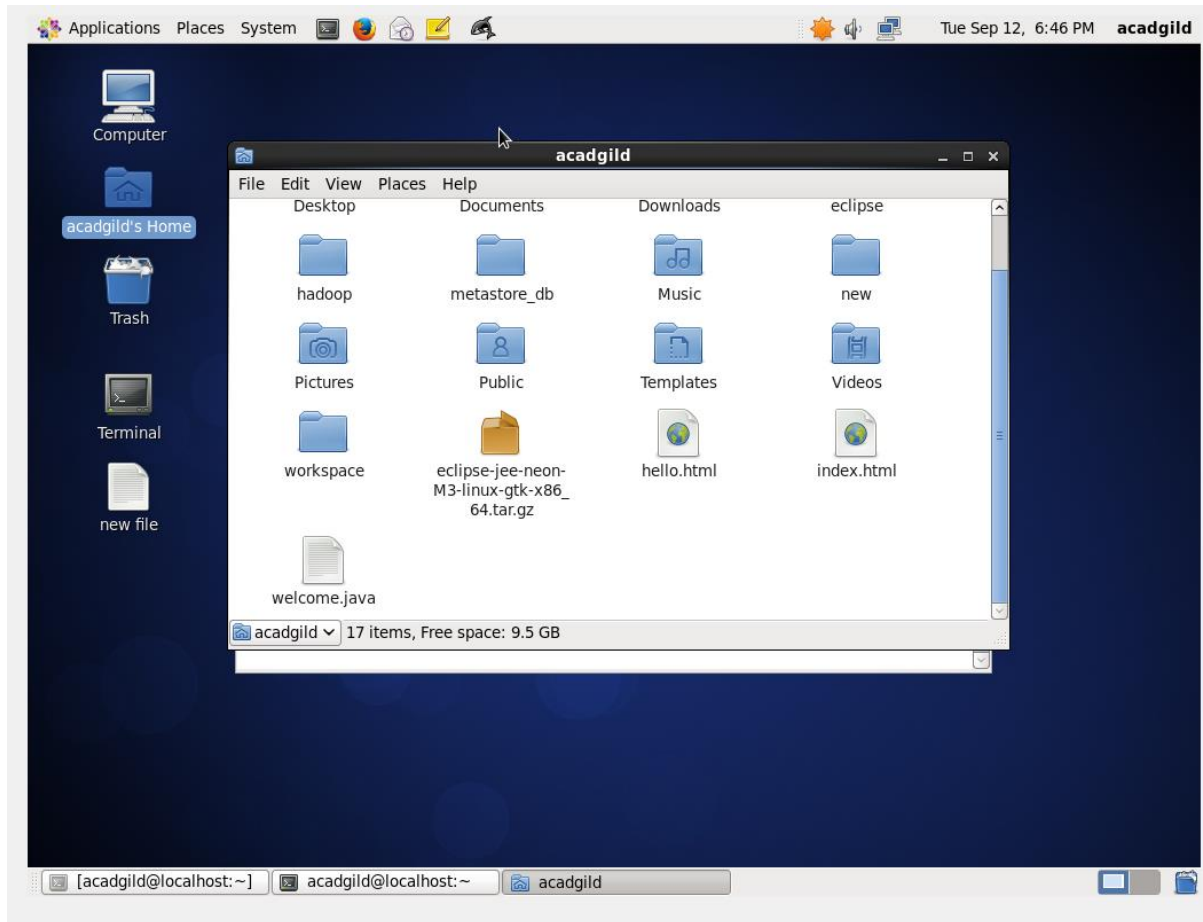 Applications Places System Tue Sep 12, 6:46 PM acadgild
Computer
acadgild's Home
Trash
Terminal
new file
acadgild
File Edit View Places Help
Desktop Documents Downloads eclipse
hadoop metastore_db Music new
Pictures Public Templates Videos
workspace eclipse-jee-neon- hello.html index.html
M3-linux-gtk-x86_
64.tar.gz
welcome.java
acadgild 17 items, Free space: 9.5 GB
[acadgild@localhost:~] acadgild@localhost:~ acadgild